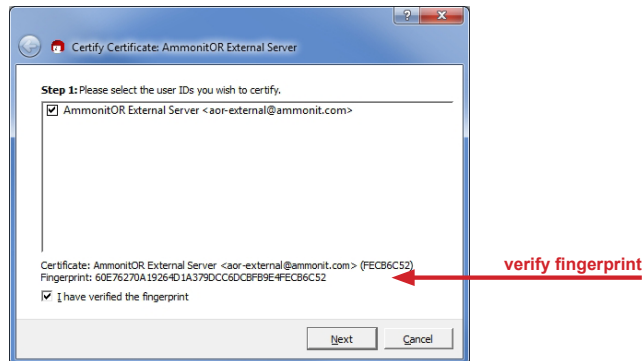 Certify Certificate: AmmonitOR External Server
Step 1: Please select the user IDs you wish to certify.
AmmonitOR External Server <aor-external@ammonit.com>
Certificate: AmmonitOR External Server <aor-external@ammonit.com> (FECB6C52)
Fingerprint: 60E76270A19264D1A379DCC6DCBFB9E4FECB6C52
verify fingerprint
I have verified the fingerprint
Next
Cancel